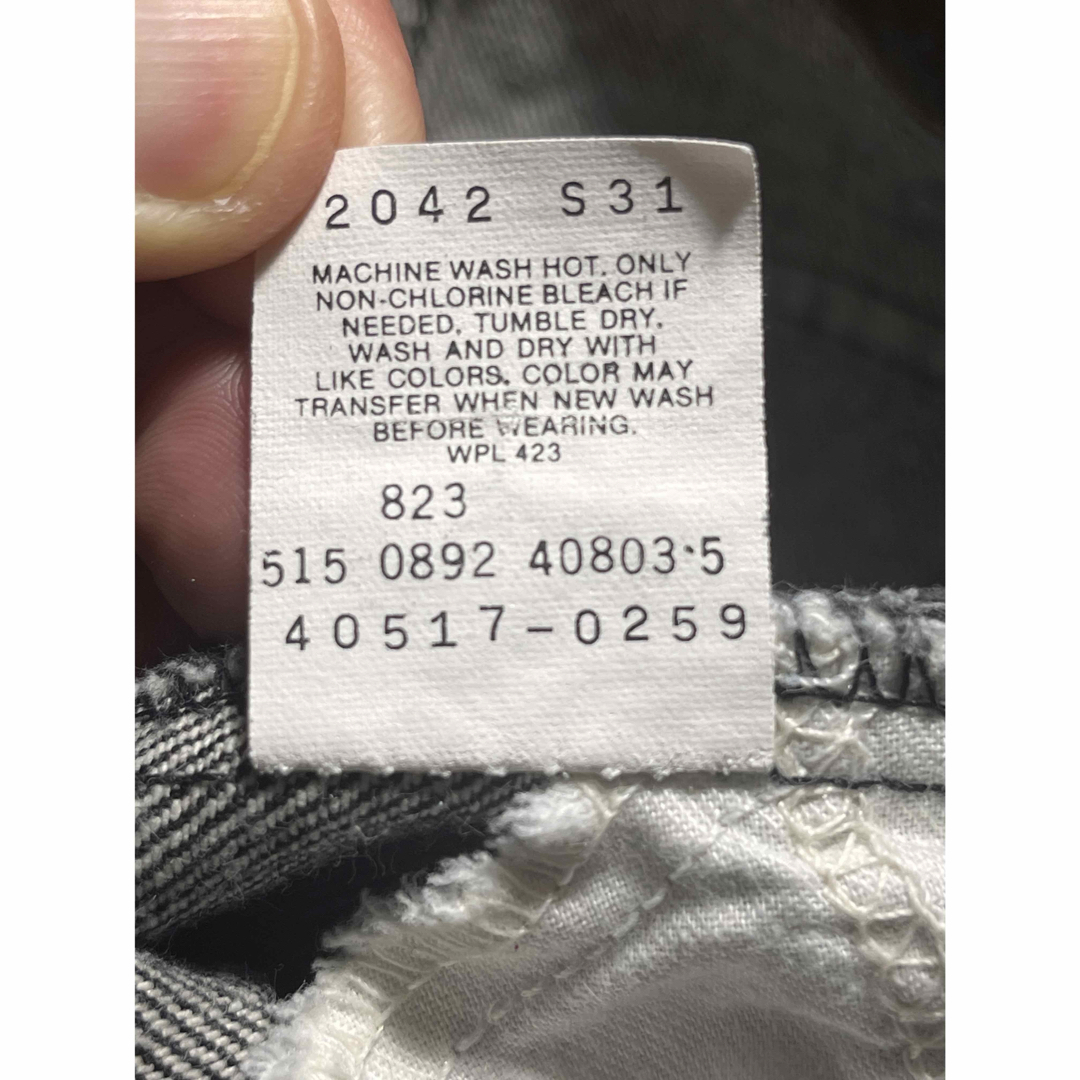 2042 S31
MACHINE WASH HOT. ONLY
NON-CHLORINE BLEACH IF
NEEDED. TUMBLE DRY.
WASH AND DRY WITH
LIKE COLORS. COLOR MAY
TRANSFER WHEN NEW WASH
BEFORE WEARING.
WPL 423
823
515 0892 40803·5
40517-0259